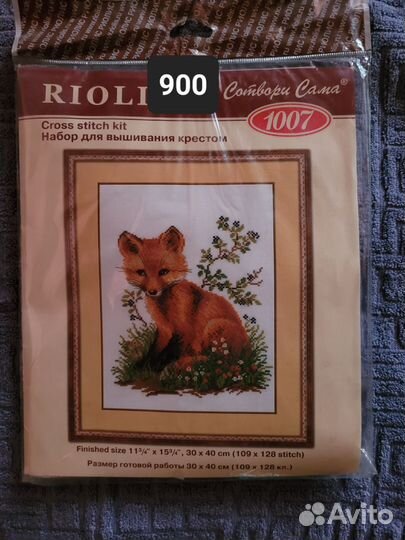 RIOLI
900
Сотвори Сама®
1007
Cross stitch kit
Набор для вышивания крестом
Finished size 11¾" x 15¾", 30 x 40 cm (109 x 128 stitch)
Размер готовой работы 30 x 40 см (109 x 128 кл.)
Avito